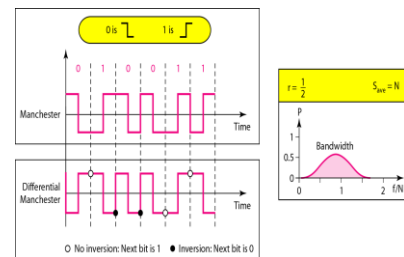 0 is 1 is
0 1 0 0 1 1
Manchester
Time
Differential
Manchester
Time
○ No inversion: Next bit is 1 ● Inversion: Next bit is 0
r = 1/2 S_ave = N
P
1
Bandwidth
0.5
0
0 1 2 f/N